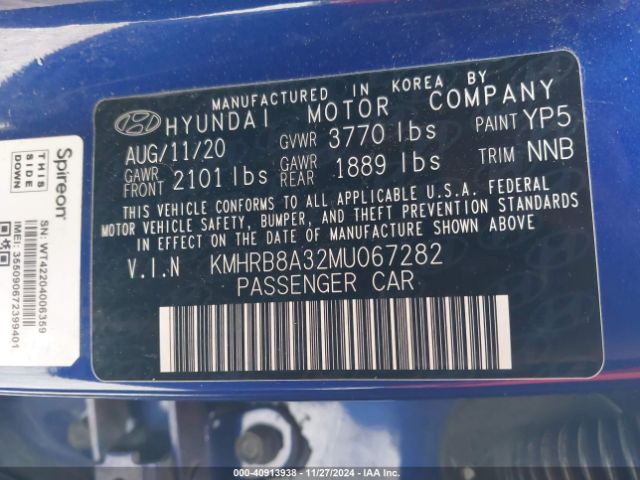 MANUFACTURED IN KOREA BY
HYUNDAI MOTOR COMPANY
AUG/11/20 GVWR 3770 lbs PAINT YP5
GAWR FRONT 2101 lbs GAWR REAR 1889 lbs TRIM NNB
THIS VEHICLE CONFORMS TO ALL APPLICABLE U.S.A. FEDERAL
MOTOR VEHICLE SAFETY, BUMPER, AND THEFT PREVENTION STANDARDS
IN EFFECT ON THE DATE OF MANUFACTURE SHOWN ABOVE.
V.I.N KMHRB8A32MU067282
PASSENGER CAR
THIS
SIDE
DOWN
Spireon
SN: WT42204006359
IMEI: 355090672399401
000-40913938 - 11/27/2024 - IAA Inc.